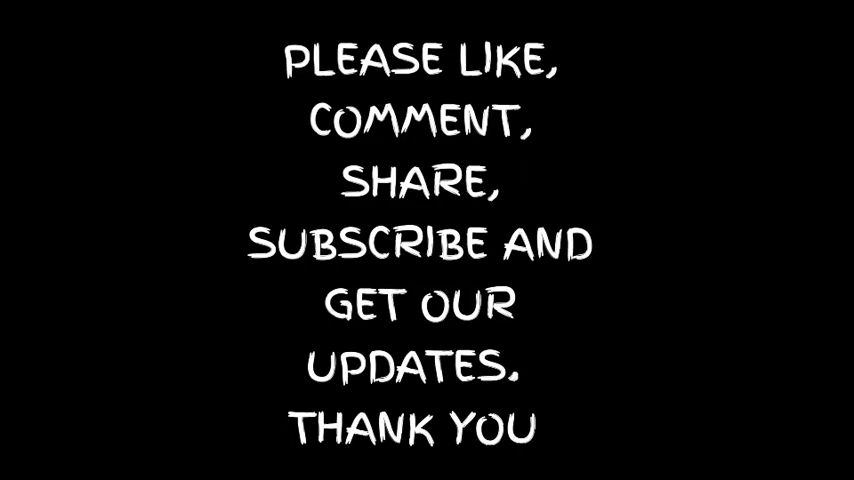 PLEASE LIKE,
COMMENT,
SHARE,
SUBSCRIBE AND
GET OUR
UPDATES.
THANK YOU